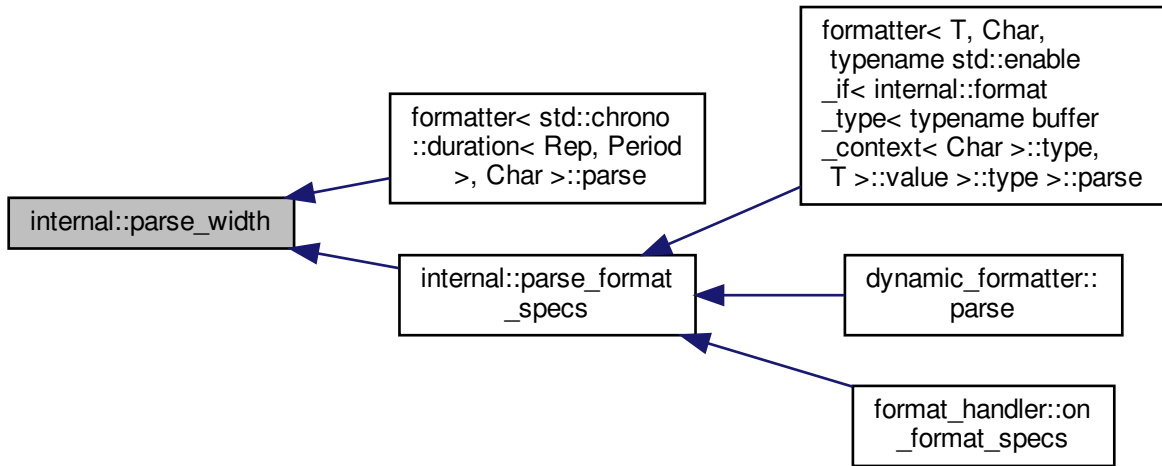 internal::parse_width
formatter< std::chrono
::duration< Rep, Period
>, Char >::parse
internal::parse_format
_specs
formatter< T, Char,
typename std::enable
_if< internal::format
_type< typename buffer
_context< Char >::type,
T >::value >::type >::parse
dynamic_formatter::
parse
format_handler::on
_format_specs